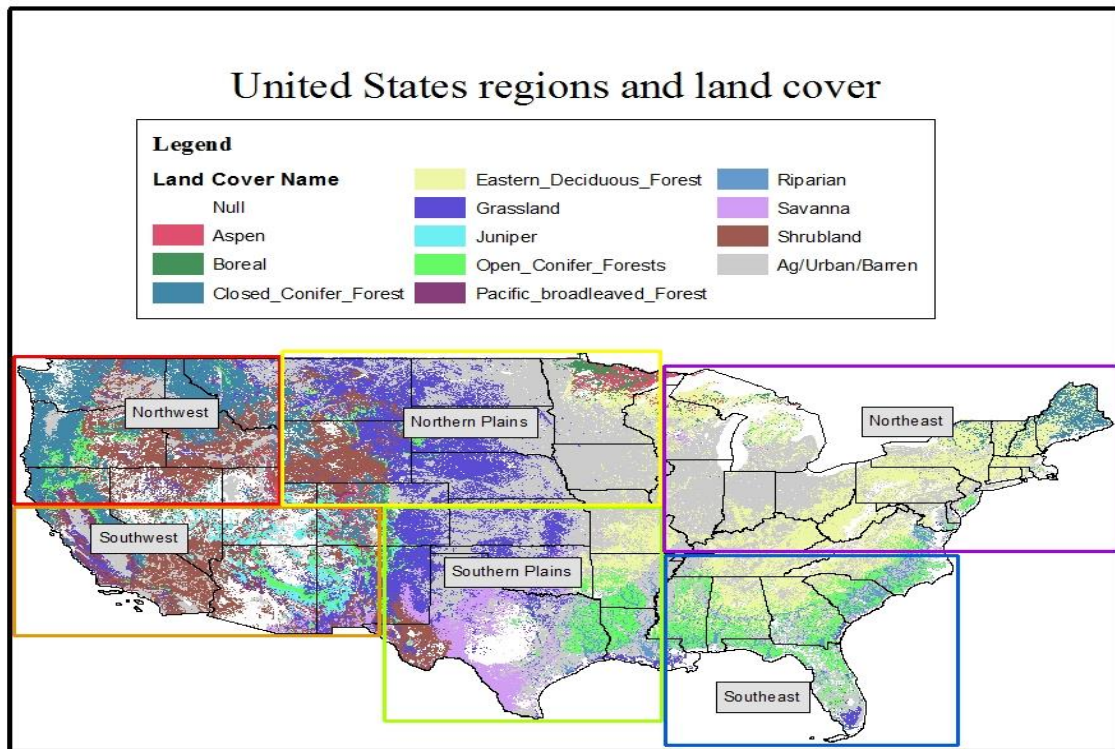 United States regions and land cover
Legend
Land Cover Name
Null
Aspen
Boreal
Closed_Conifer_Forest
Eastern_Deciduous_Forest
Grassland
Juniper
Open_Conifer_Forests
Pacific_broadleaved_Forest
Riparian
Savanna
Shrubland
Ag/Urban/Barren
Northwest
Northern Plains
Northeast
Southwest
Southern Plains
Southeast